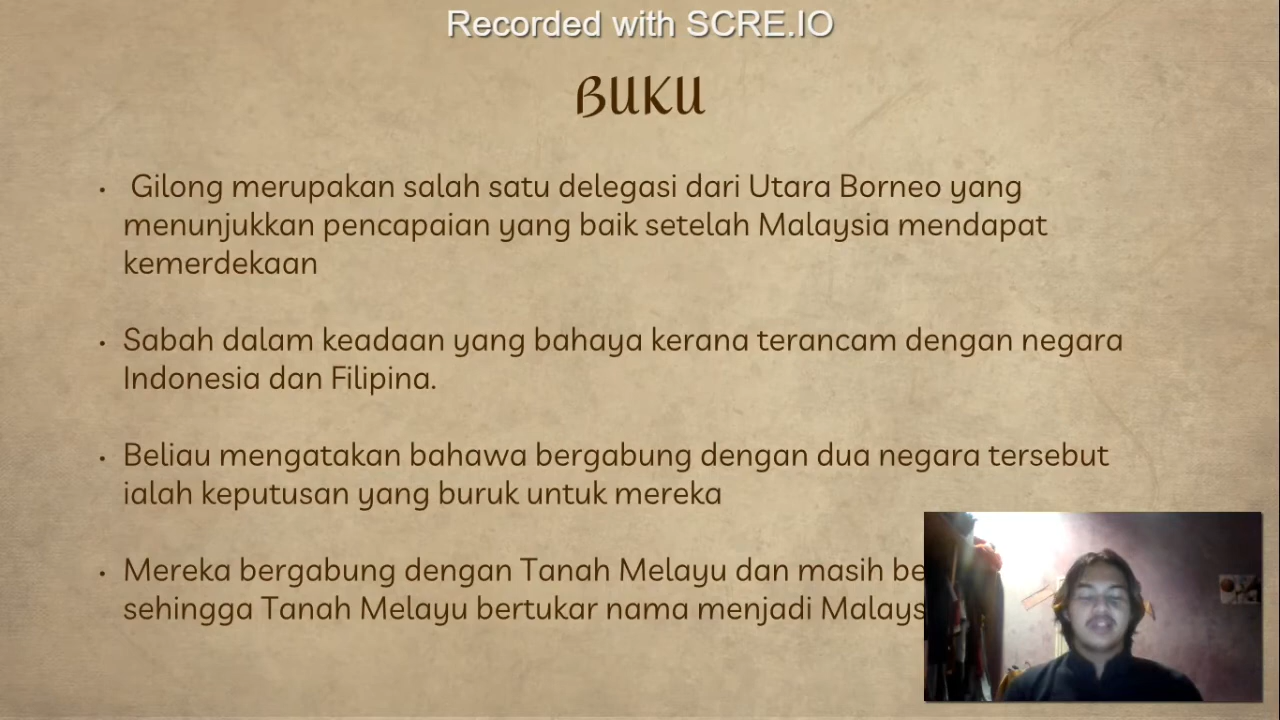 Recorded with SCRE.IO
BUKU
• Gilong merupakan salah satu delegasi dari Utara Borneo yang
menunjukkan pencapaian yang baik setelah Malaysia mendapat
kemerdekaan
• Sabah dalam keadaan yang bahaya kerana terancam dengan negara
Indonesia dan Filipina.
• Beliau mengatakan bahawa bergabung dengan dua negara tersebut
ialah keputusan yang buruk untuk mereka
• Mereka bergabung dengan Tanah Melayu dan masih
sehingga Tanah Melayu bertukar nama menjadi